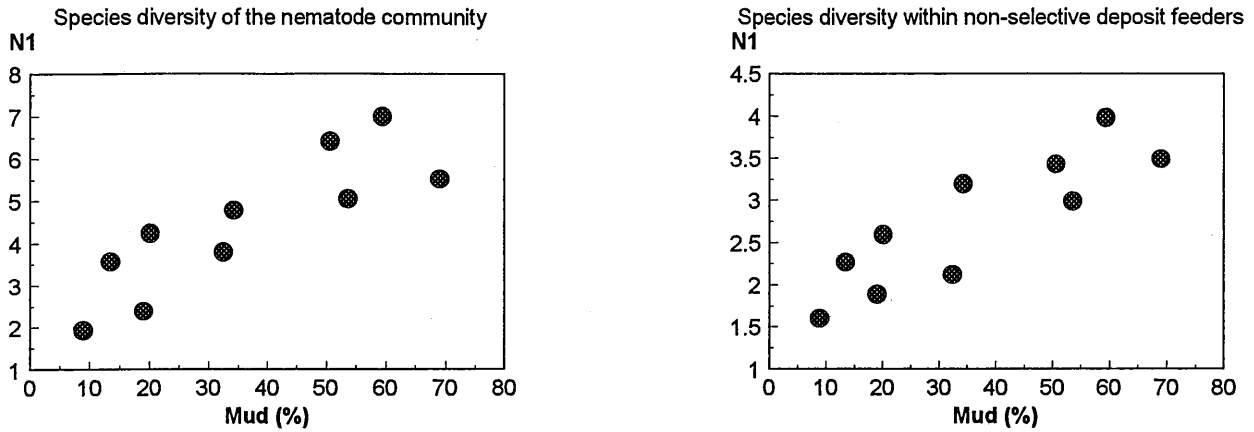 Species diversity of the nematode community
N1
8
7
6
5
4
3
2
1
0 10 20 30 40 50 60 70 80
Mud (%)
Species diversity within non-selective deposit feeders
N1
4.5
4
3.5
3
2.5
2
1.5
1
0 10 20 30 40 50 60 70 80
Mud (%)